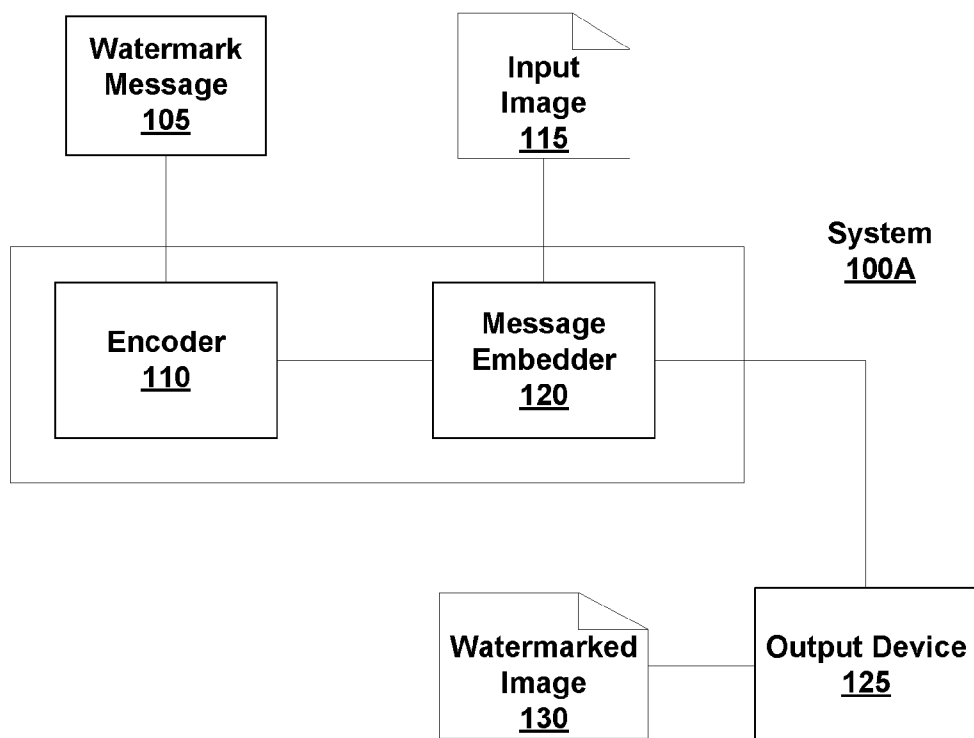 Watermark
Message
105
Input
Image
115
System
100A
Encoder
110
Message
Embedder
120
Watermarked
Image
130
Output Device
125